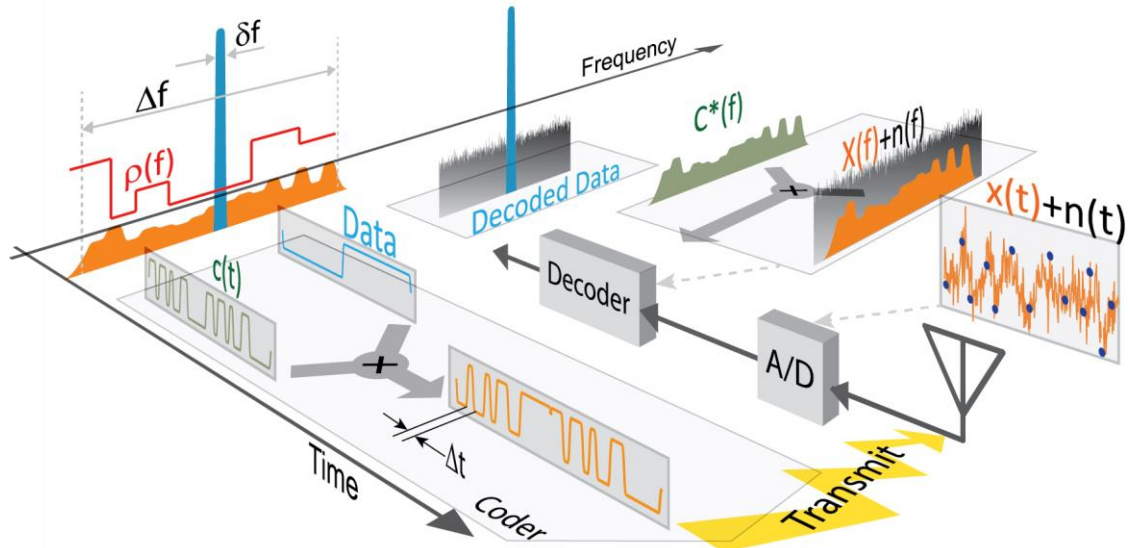 δf
Δf
ρ(f)
Frequency
C*(f)
X(f)+n(f)
Decoded Data
x(t)+n(t)
Data
c(t)
Decoder
A/D
Δt
Time
Coder
Transmit